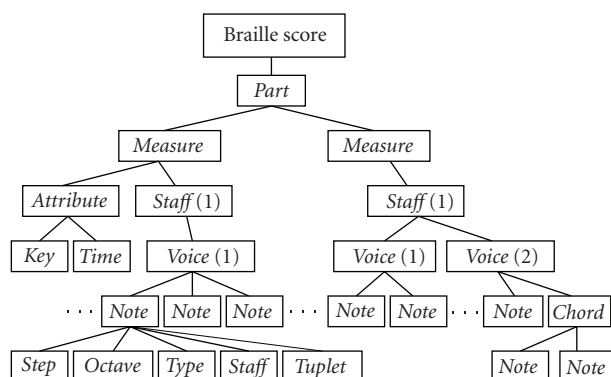 Braille score
Part
Measure Measure
Attribute Staff (1) Staff (1)
Key Time Voice (1) Voice (1) Voice (2)
· · · Note Note Note · · · Note Note · · · Note Chord
Step Octave Type Staff Tuplet Note Note